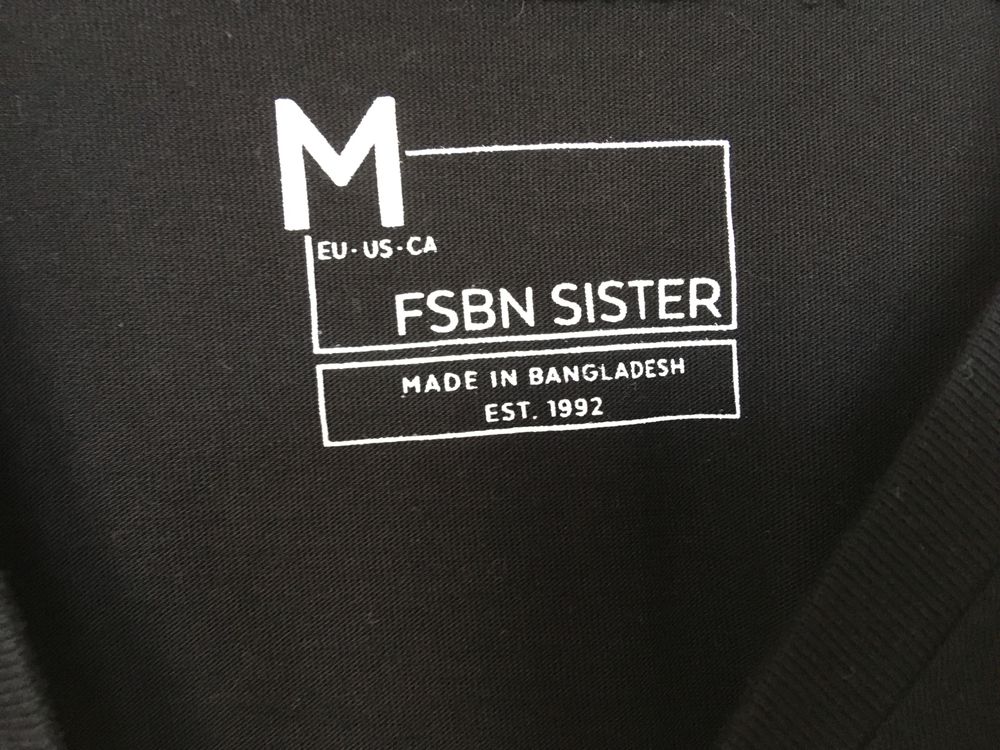 M
EU·US·CA
FSBN SISTER
MADE IN BANGLADESH
EST. 1992